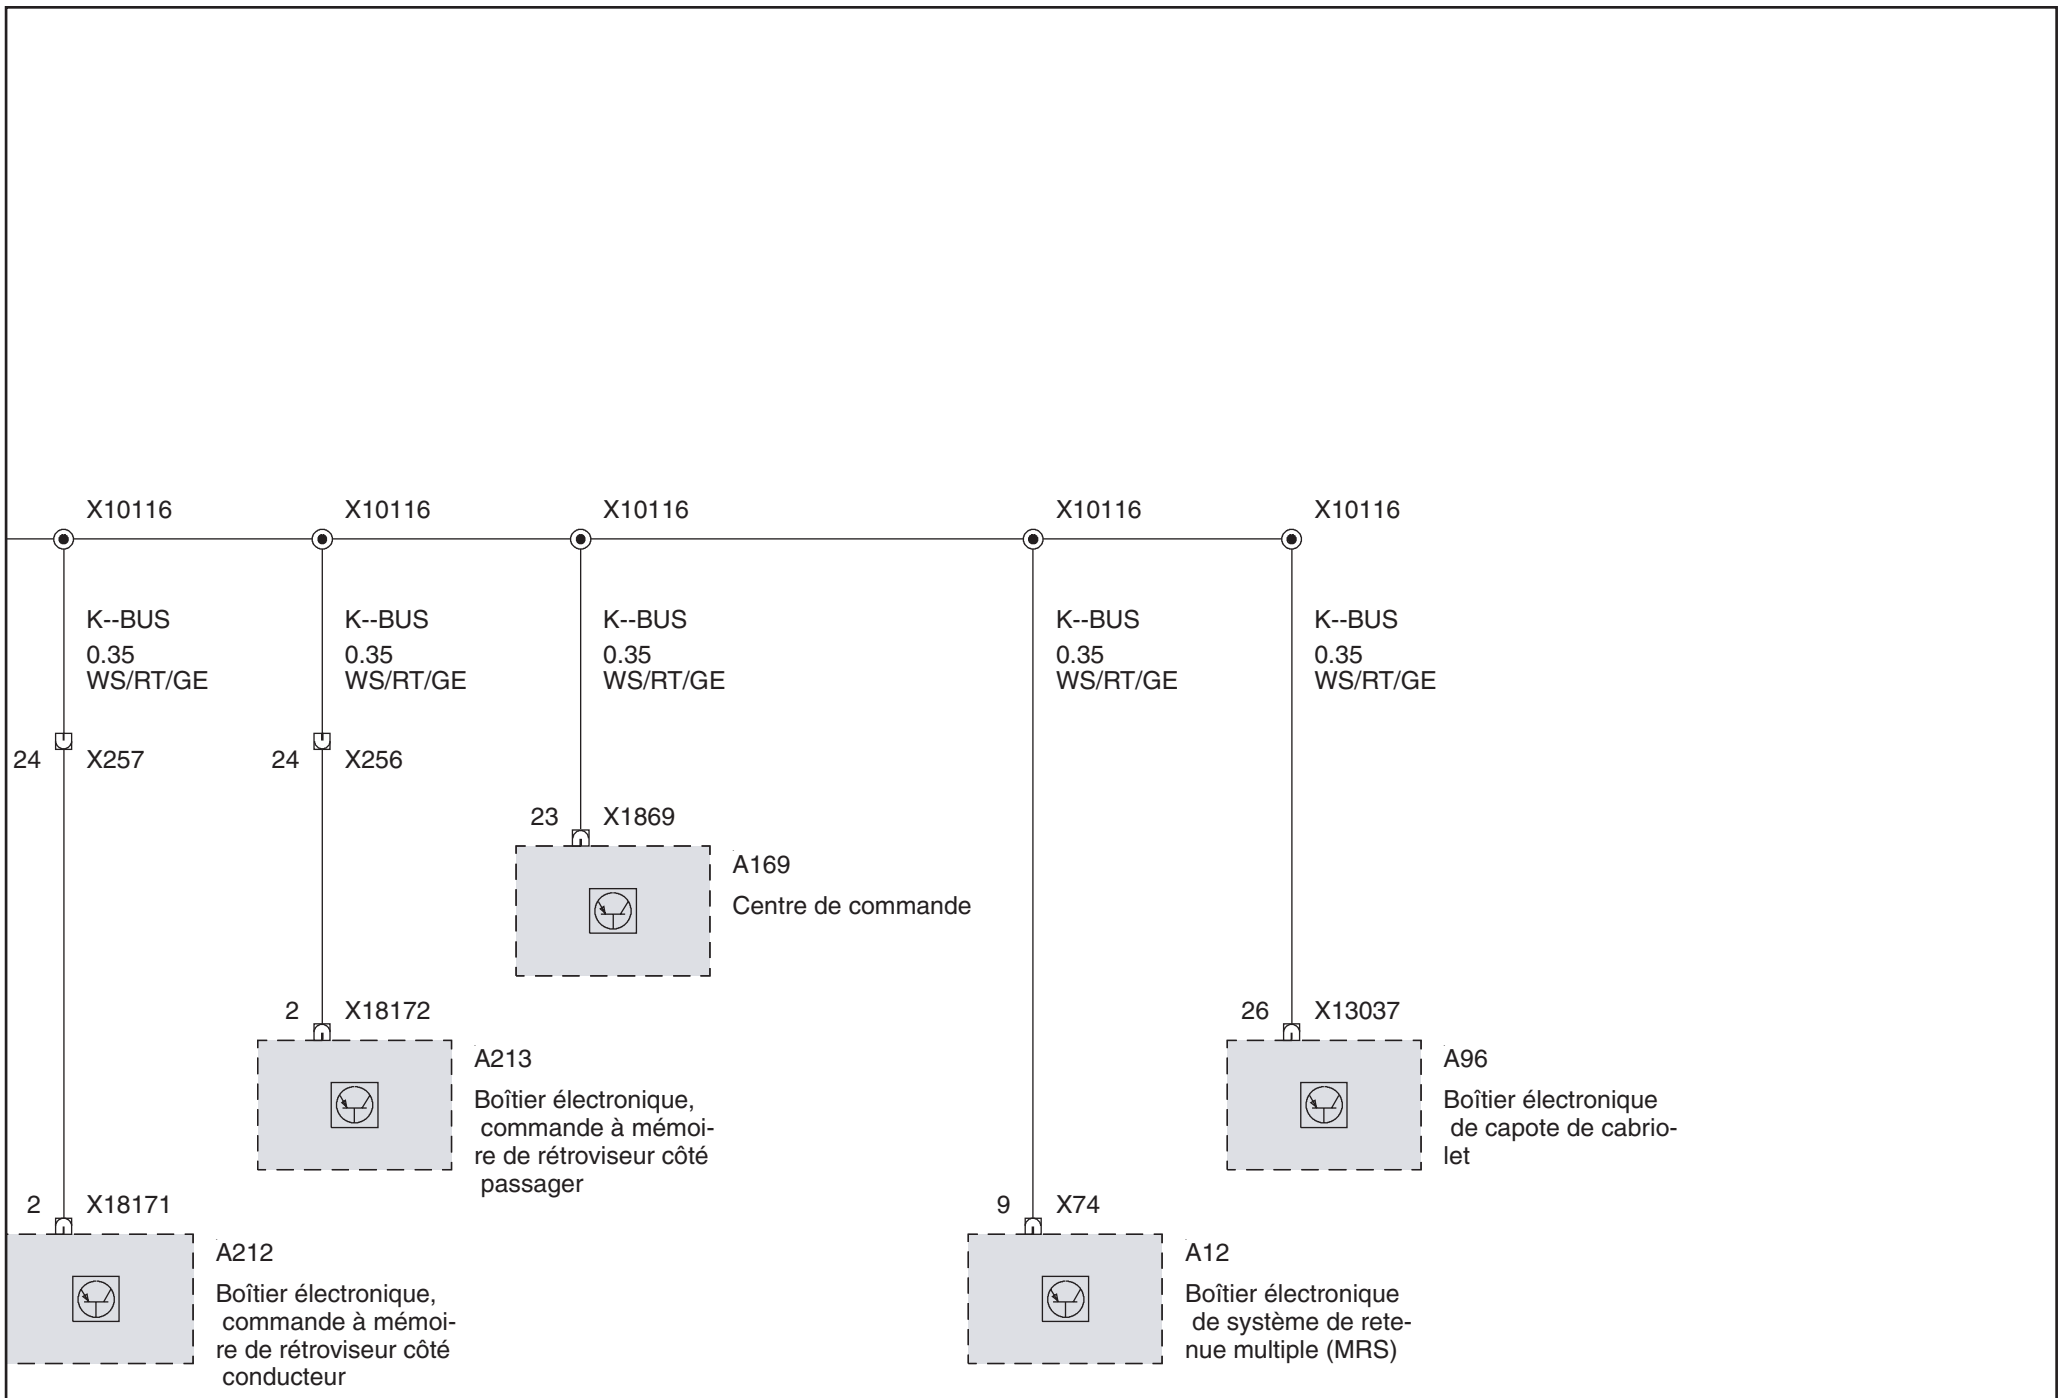 X10116
X10116
X10116
X10116
X10116
K--BUS
0.35
WS/RT/GE
K--BUS
0.35
WS/RT/GE
K--BUS
0.35
WS/RT/GE
K--BUS
0.35
WS/RT/GE
K--BUS
0.35
WS/RT/GE
24
X257
24
X256
23
X1869
A169
Centre de commande
2
X18172
A213
Boîtier électronique,
commande à mémoi-
re de rétroviseur côté
passager
26
X13037
A96
Boîtier électronique
de capote de cabrio-
let
2
X18171
A212
Boîtier électronique,
commande à mémoi-
re de rétroviseur côté
conducteur
9
X74
A12
Boîtier électronique
de système de rete-
nue multiple (MRS)